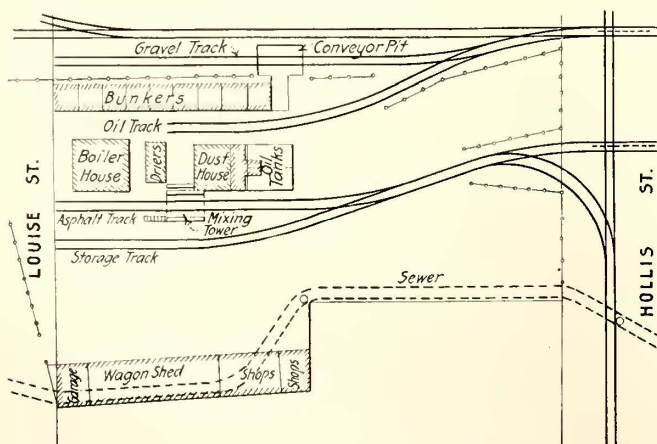 Gravel Track
Conveyor Pit
Bunkers
Oil Track
Boiler
House
Driers
Dust
House
Oil
Tanks
LOUISE ST.
HOLLIS ST.
Asphalt Track
Mixing
Tower
Storage Track
Sewer
Garage
Wagon Shed
Shops
Shops